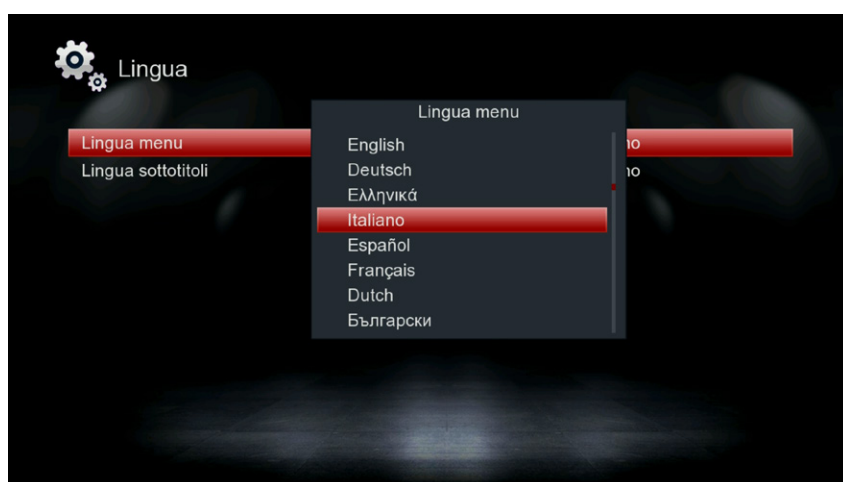 Lingua
Lingua menu
Lingua sottotitoli
Lingua menu
English
Deutsch
Ελληνικά
Italiano
Español
Français
Dutch
Български